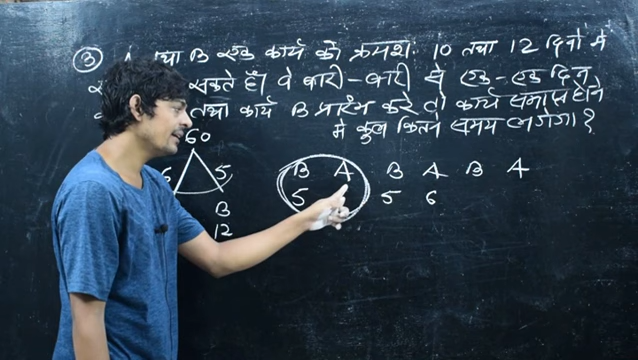 ③ A तथा B एक कार्य को क्रमशः 10 तथा 12 दिनों में
सकते हैं। वे बारी-बारी से एक-एक दिन
तथा कार्य B प्रारंभ करे तो कार्य समाप्त होने
मे कुल कितने समय लगेगा?
60
6 5
B
12
B A B A B A
5 5 6